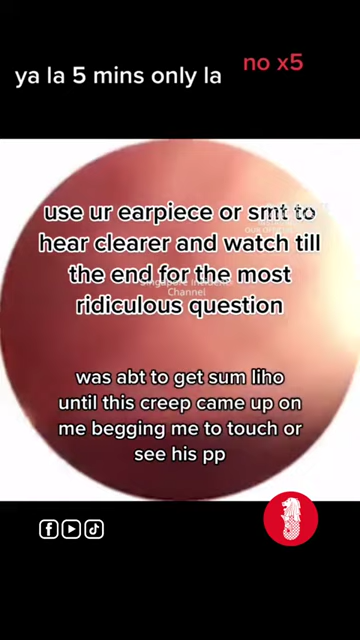 no x5
ya la 5 mins only la
use ur earpiece or smt to
hear clearer and watch till
the end for the most
Channel
ridiculous question
was abt to get sum liho
until this creep came up on
me begging me to touch or
see his pp